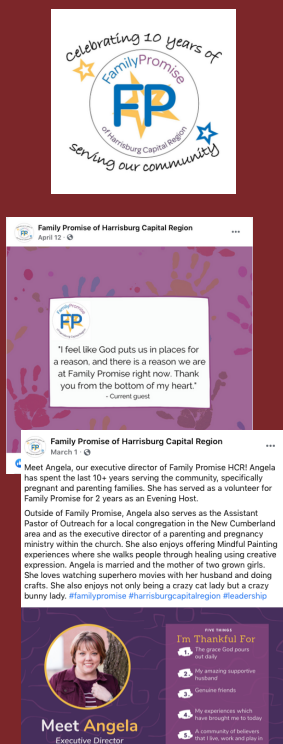 celebrating 10 years of
FamilyPromise
FP
of Harrisburg Capital Region
serving our community
Family Promise of Harrisburg Capital Region
April 12
FP
"I feel like God puts us in places for
a reason, and there is a reason we are
at Family Promise right now. Thank
you from the bottom of my heart."
- Current guest
Family Promise of Harrisburg Capital Region
March 1
Meet Angela, our executive director of Family Promise HCR! Angela
has spent the last 10+ years serving the community, specifically
pregnant and parenting families. She has served as a volunteer for
Family Promise for 2 years as an Evening Host.
Outside of Family Promise, Angela also serves as the Assistant
Pastor of Outreach for a local congregation in the New Cumberland
area and as the executive director of a parenting and pregnancy
ministry within the church. She also enjoys offering Mindful Painting
experiences where she walks people through healing using creative
expression. Angela is married and the mother of two grown girls.
She loves watching superhero movies with her husband and doing
crafts. She also enjoys not only being a crazy cat lady but a crazy
bunny lady. #familypromise #harrisburgcapitalregion #leadership
FIVE THINGS
I'm Thankful For
1. The grace God pours
out daily
2. My amazing supportive
husband
3. Genuine friends
4. My experiences which
have brought me to today
5. A community of believers
that I live, work and play in
Meet Angela
Executive Director